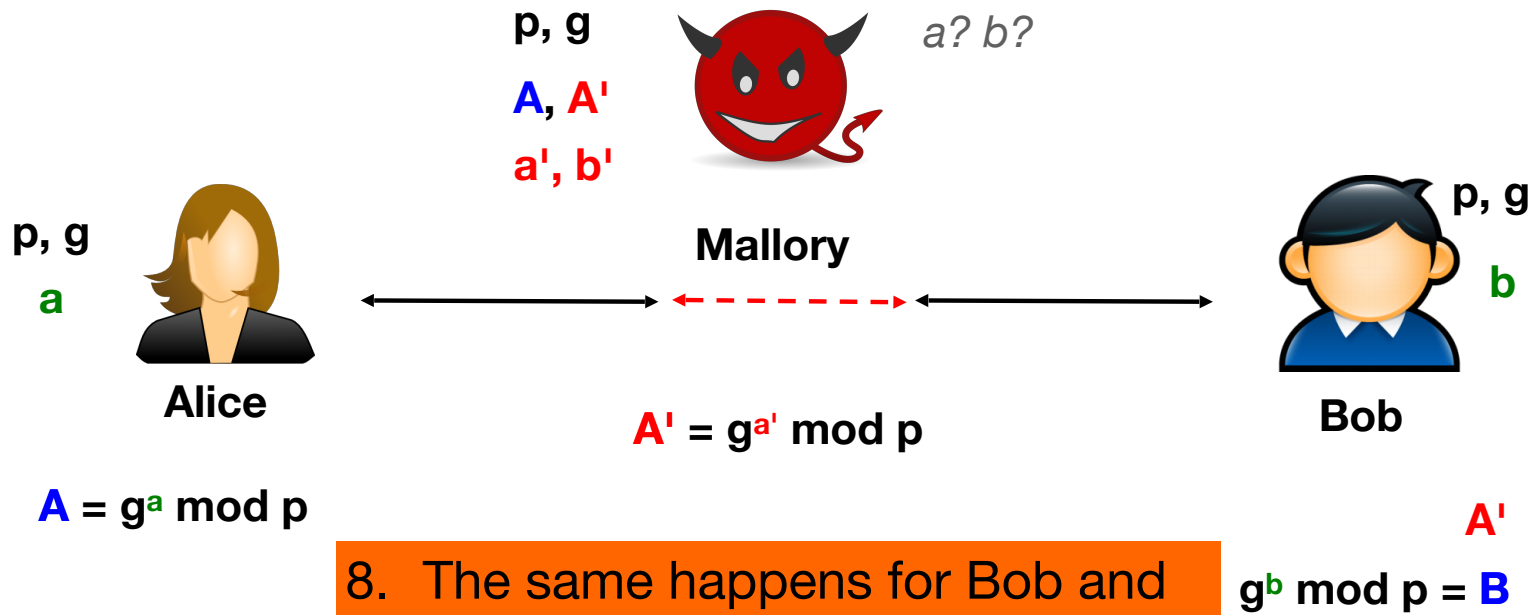 p, g
a? b?
A, A'
a', b'
p, g
a
Mallory
p, g
b
Alice
Bob
A' = gᵃ' mod p
A = gᵃ mod p
A'
8. The same happens for Bob and
gᵇ mod p = B